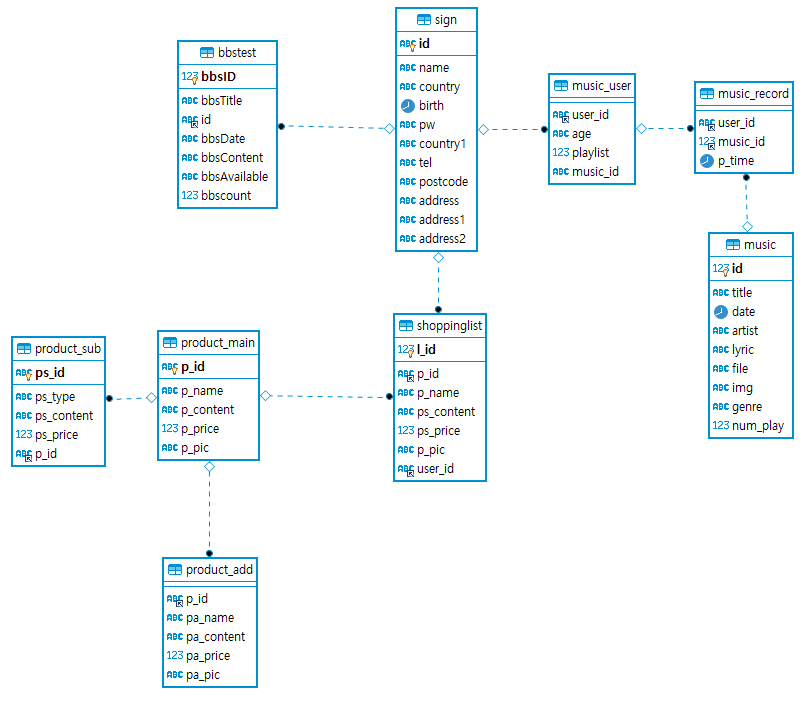 sign
ABC id
ABC name
ABC country
birth
ABC pw
ABC country1
ABC tel
ABC postcode
ABC address
ABC address1
ABC address2
bbstest
123 bbsID
ABC bbsTitle
ABC id
ABC bbsDate
ABC bbsContent
ABC bbsAvailable
123 bbscount
music_user
ABC user_id
ABC age
123 playlist
ABC music_id
music_record
ABC user_id
123 music_id
p_time
music
123 id
ABC title
date
ABC artist
ABC lyric
ABC file
ABC img
ABC genre
123 num_play
shoppinglist
123 l_id
ABC p_id
ABC p_name
ABC ps_content
123 ps_price
ABC p_pic
ABC user_id
product_main
ABC p_id
ABC p_name
ABC p_content
123 p_price
ABC p_pic
product_sub
ABC ps_id
ABC ps_type
ABC ps_content
123 ps_price
ABC p_id
product_add
ABC p_id
ABC pa_name
ABC pa_content
123 pa_price
ABC pa_pic